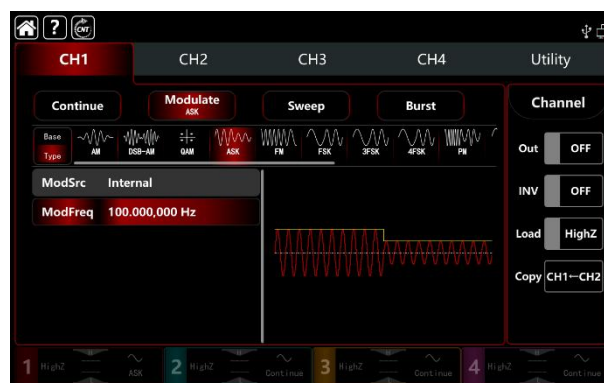 ? CNT
CH1 CH2 CH3 CH4 Utility
Continue Modulate Sweep Burst Channel
ASK
Base
Type
AM DSB-AM QAM ASK FM FSK 3FSK 4FSK PM
Out OFF
ModSrc Internal
INV OFF
ModFreq 100.000,000 Hz
Load HighZ
Copy CH1←CH2
1 HighZ ASK 2 HighZ Continue 3 HighZ Continue 4 HighZ Continue